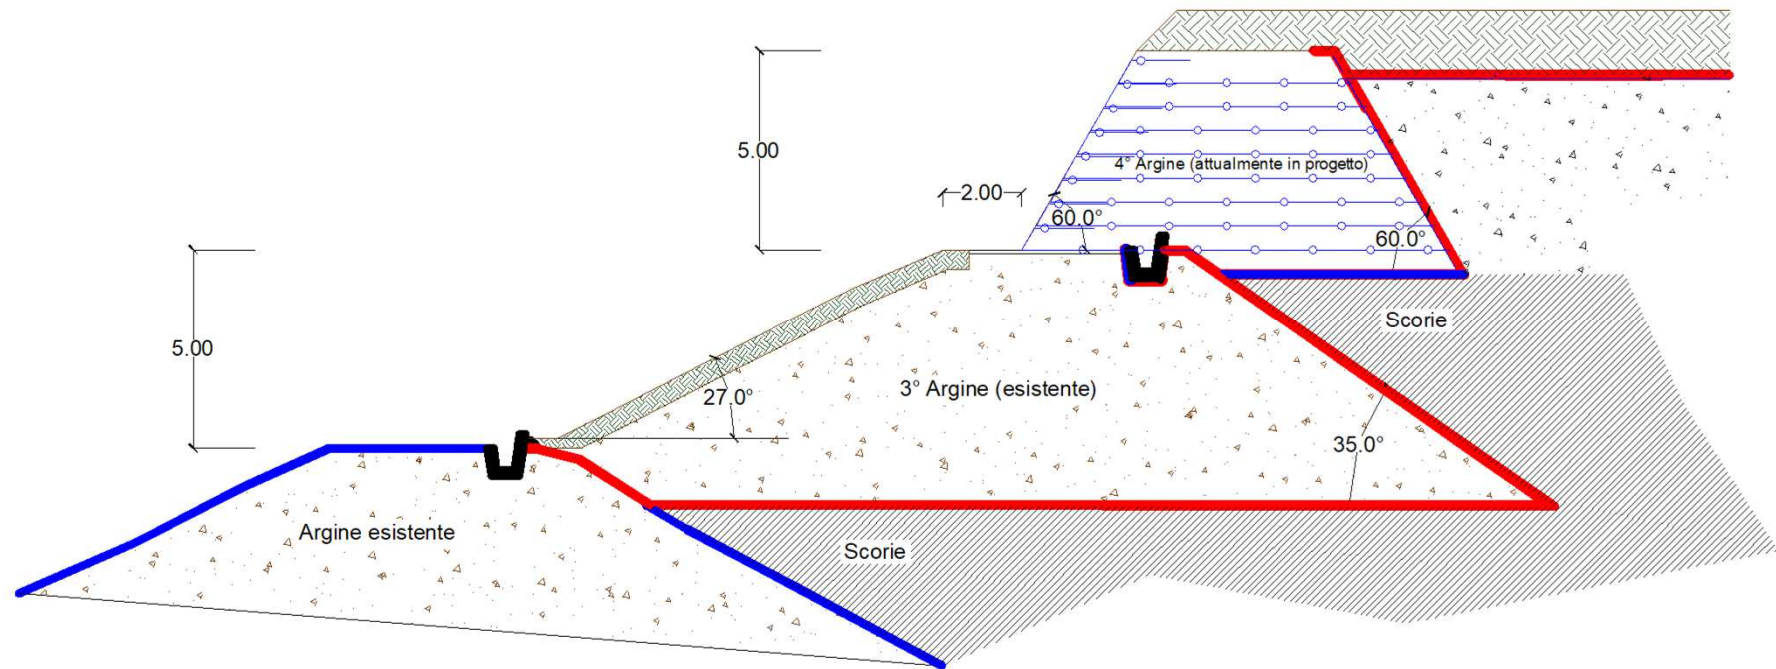 5.00
4° Argine (attualmente in progetto)
2.00
60.0°
60.0°
Scorie
5.00
27.0°
3° Argine (esistente)
35.0°
Argine esistente
Scorie